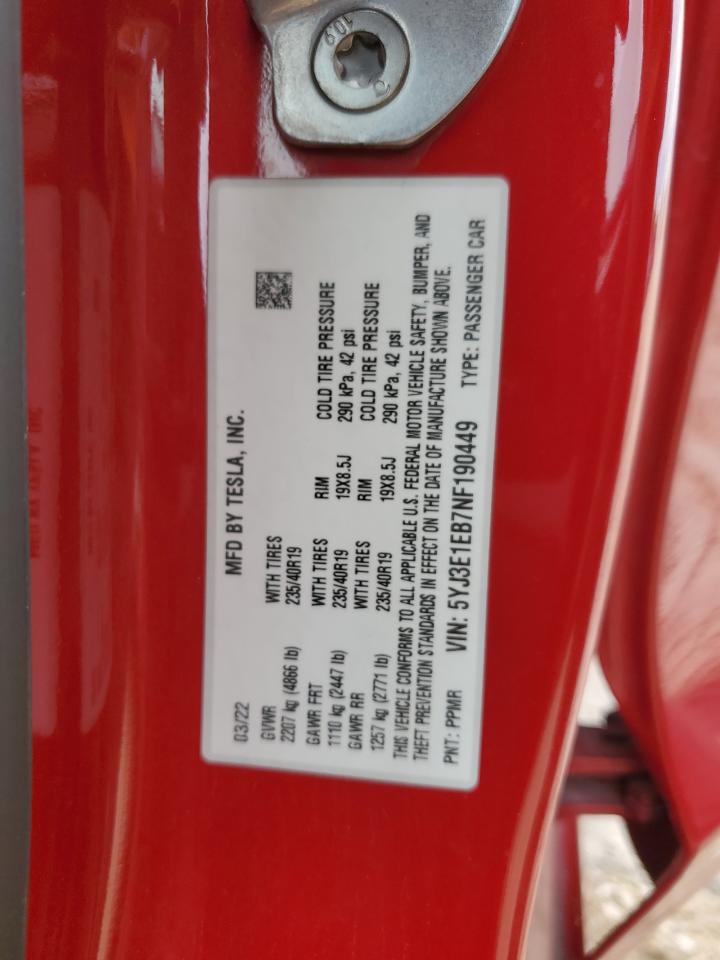 10.9
03/22 MFD BY TESLA, INC.
GVWR WITH TIRES
2207 kg (4866 lb) 235/40R19
GAWR FRT WITH TIRES RIM COLD TIRE PRESSURE
1110 kg (2447 lb) 235/40R19 19X8.5J 290 kPa, 42 psi
GAWR RR WITH TIRES RIM COLD TIRE PRESSURE
1257 kg (2771 lb) 235/40R19 19X8.5J 290 kPa, 42 psi
THIS VEHICLE CONFORMS TO ALL APPLICABLE U.S. FEDERAL MOTOR VEHICLE SAFETY, BUMPER, AND
THEFT PREVENTION STANDARDS IN EFFECT ON THE DATE OF MANUFACTURE SHOWN ABOVE.
PNT: PPMR VIN: 5YJ3E1EB7NF190449 TYPE: PASSENGER CAR